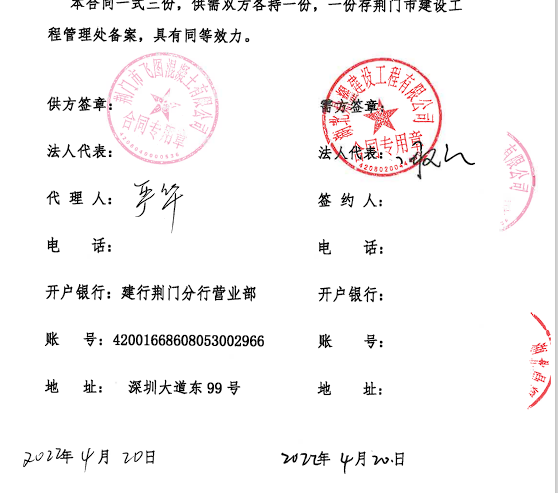 本合同一式三份，供需双方各持一份，一份存荆门市建设工
程管理处备案，具有同等效力。
供方签章：
需方签章：
荆门市飞图混凝土有限公司
合同专用章
建设工程有限公司
合同专用章
有限公司
法人代表：
法人代表：
代 理 人：
签 约 人：
电 话：
电 话：
开户银行：建行荆门分行营业部
开户银行：
账 号：42001668608053002966
账 号：
地 址： 深圳大道东 99 号
地 址：
2022年 4 月 20日
2022年 4 月 20日